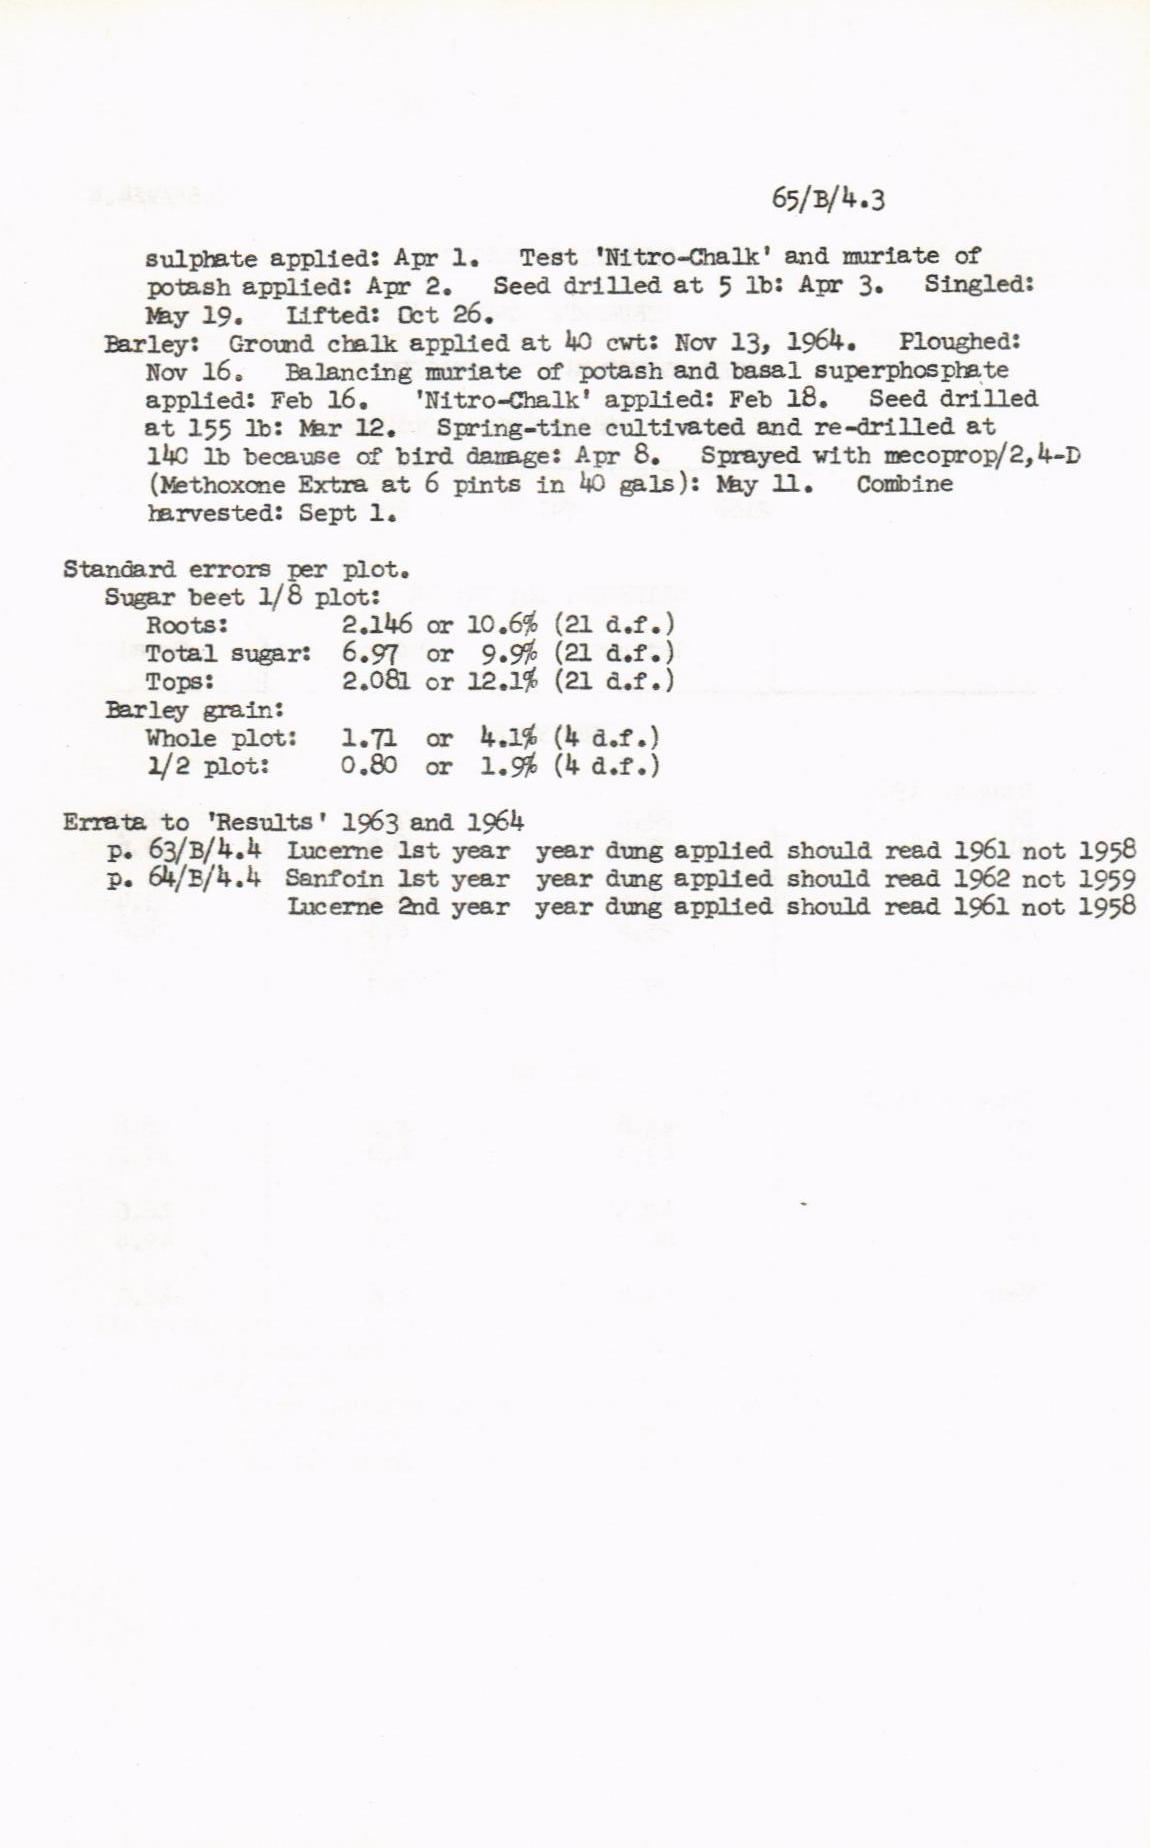 65/B/4.3
sulphate applied: Apr 1. Test 'Nitro-Chalk' and muriate of
potash applied: Apr 2. Seed drilled at 5 lb: Apr 3. Singled:
May 19. Lifted: Oct 26.
Barley: Ground chalk applied at 40 cwt: Nov 13, 1964. Ploughed:
Nov 16. Balancing muriate of potash and basal superphosphate
applied: Feb 16. 'Nitro-Chalk' applied: Feb 18. Seed drilled
at 155 lb: Mar 12. Spring-tine cultivated and re-drilled at
140 lb because of bird damage: Apr 8. Sprayed with mecoprop/2,4-D
(Methoxone Extra at 6 pints in 40 gals): May 11. Combine
harvested: Sept 1.
Standard errors per plot.
Sugar beet 1/8 plot:
Roots: 2.146 or 10.6% (21 d.f.)
Total sugar: 6.97 or 9.9% (21 d.f.)
Tops: 2.081 or 12.1% (21 d.f.)
Barley grain:
Whole plot: 1.71 or 4.1% (4 d.f.)
1/2 plot: 0.80 or 1.9% (4 d.f.)
Errata to 'Results' 1963 and 1964
p. 63/B/4.4 Lucerne 1st year year dung applied should read 1961 not 1958
p. 64/B/4.4 Sanfoin 1st year year dung applied should read 1962 not 1959
Lucerne 2nd year year dung applied should read 1961 not 1958